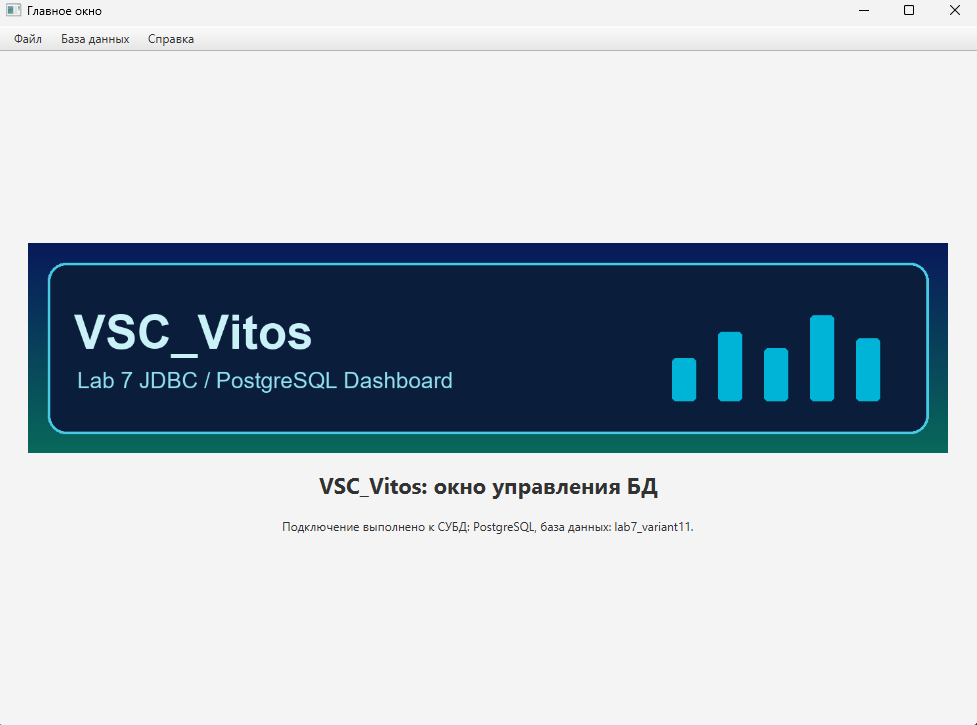 Главное окно
Файл База данных Справка
VSC_Vitos
Lab 7 JDBC / PostgreSQL Dashboard
VSC_Vitos: окно управления БД
Подключение выполнено к СУБД: PostgreSQL, база данных: lab7_variant11.